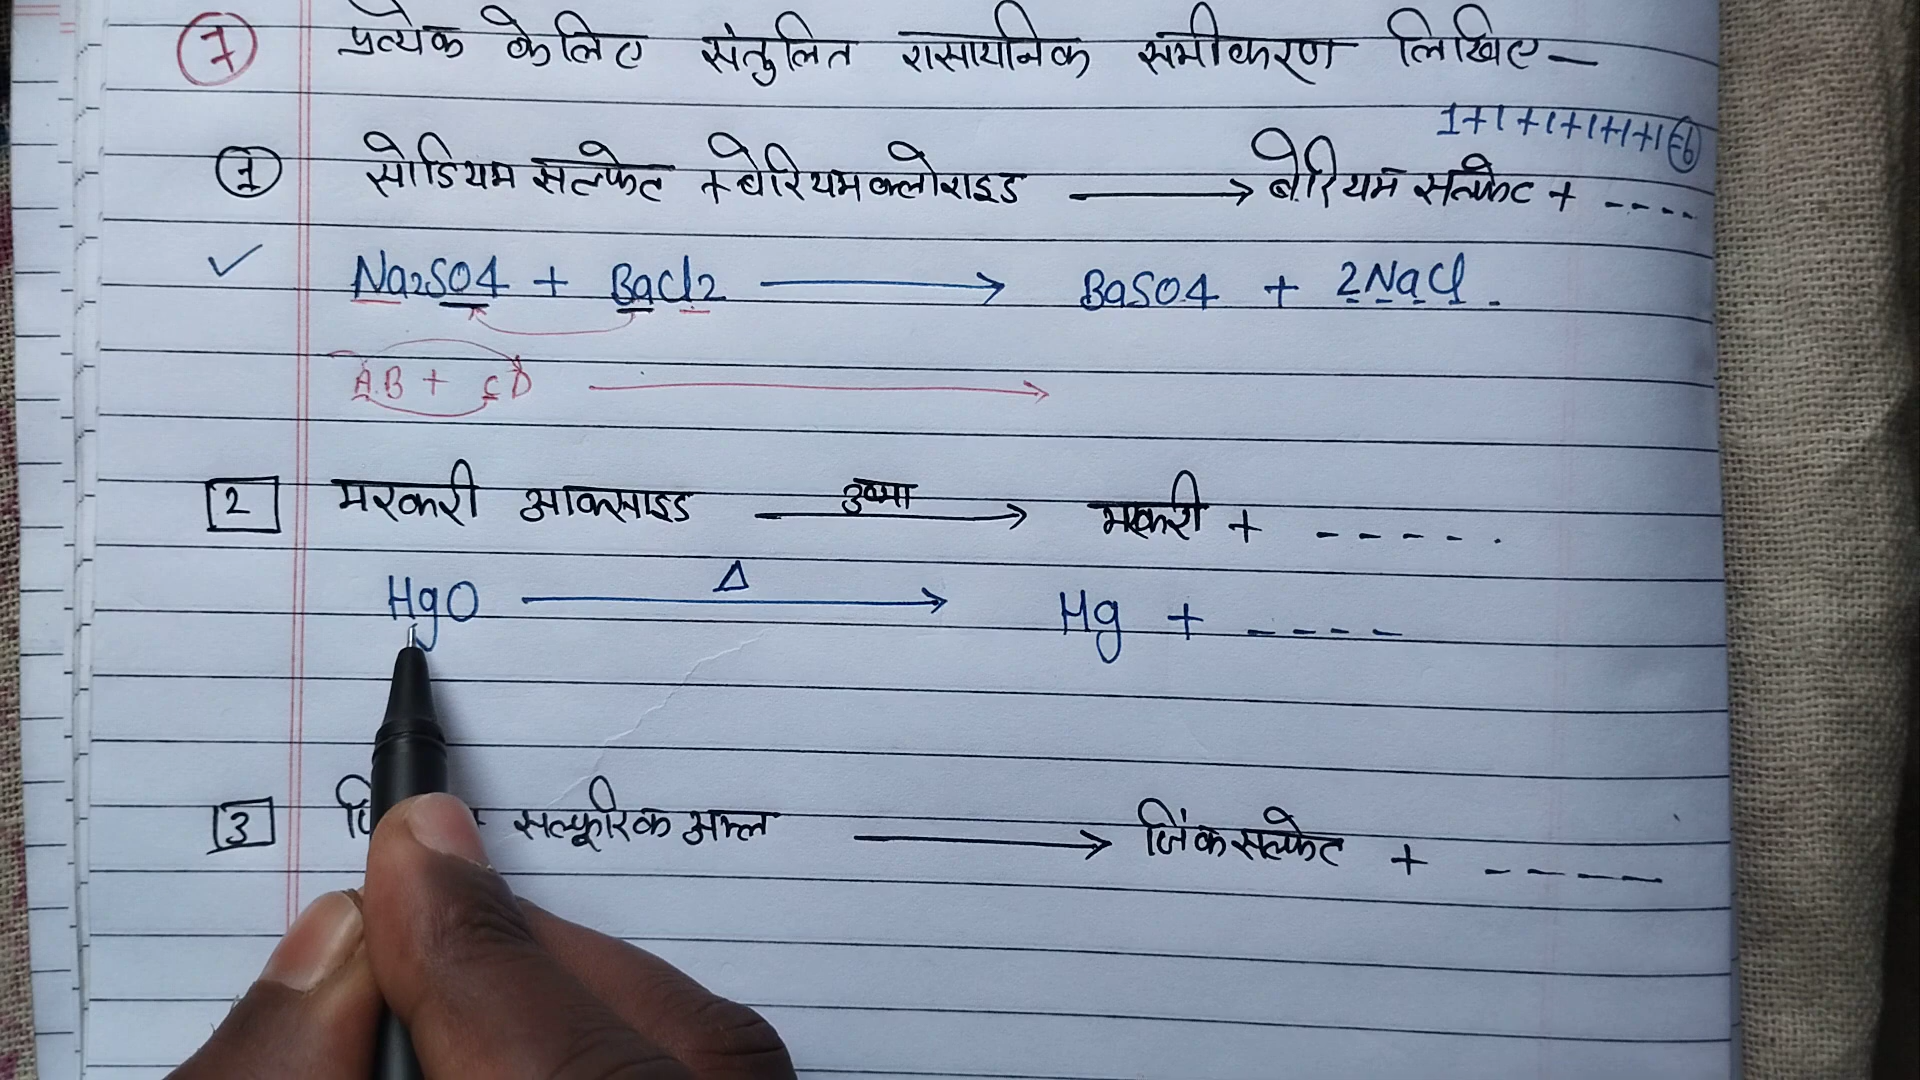 7 प्रत्येक के लिए संतुलित रासायनिक समीकरण लिखिए—
1+1+1+1+1+1=6
1 सोडियम सल्फेट + बेरियम क्लोराइड ⟶ बेरियम सल्फेट + ----
✓ Na2SO4 + BaCl2 ⟶ BaSO4 + 2NaCl.
A.B + CD ⟶
2 मरकरी आक्साइड उष्मा ⟶ मरकरी + -----.
HgO Δ ⟶ Hg + ----
3 + सल्फूरिक अम्ल ⟶ जिंक सल्फेट + -----